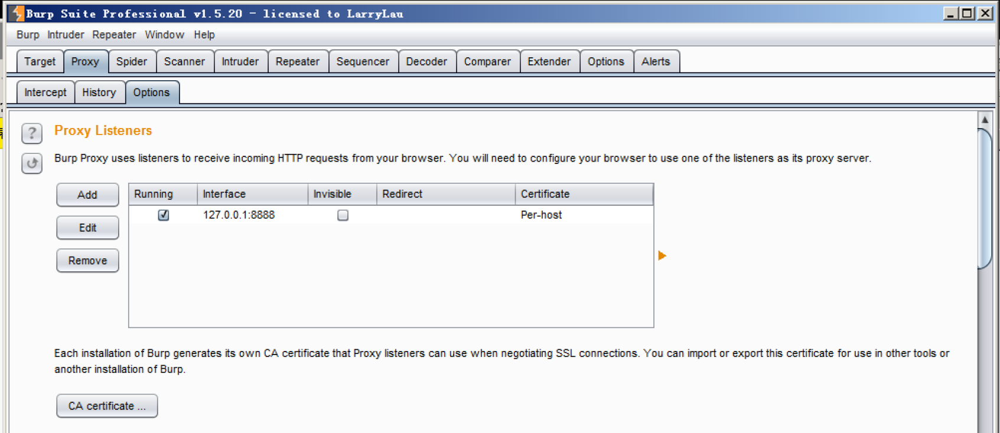 Burp Suite Professional v1.5.20 - licensed to LarryLau
Burp Intruder Repeater Window Help
Target Proxy Spider Scanner Intruder Repeater Sequencer Decoder Comparer Extender Options Alerts
Intercept History Options
? Proxy Listeners
Burp Proxy uses listeners to receive incoming HTTP requests from your browser. You will need to configure your browser to use one of the listeners as its proxy server.
Add Running Interface Invisible Redirect Certificate
127.0.0.1:8888 Per-host
Edit
Remove
Each installation of Burp generates its own CA certificate that Proxy listeners can use when negotiating SSL connections. You can import or export this certificate for use in other tools or
another installation of Burp.
CA certificate ...